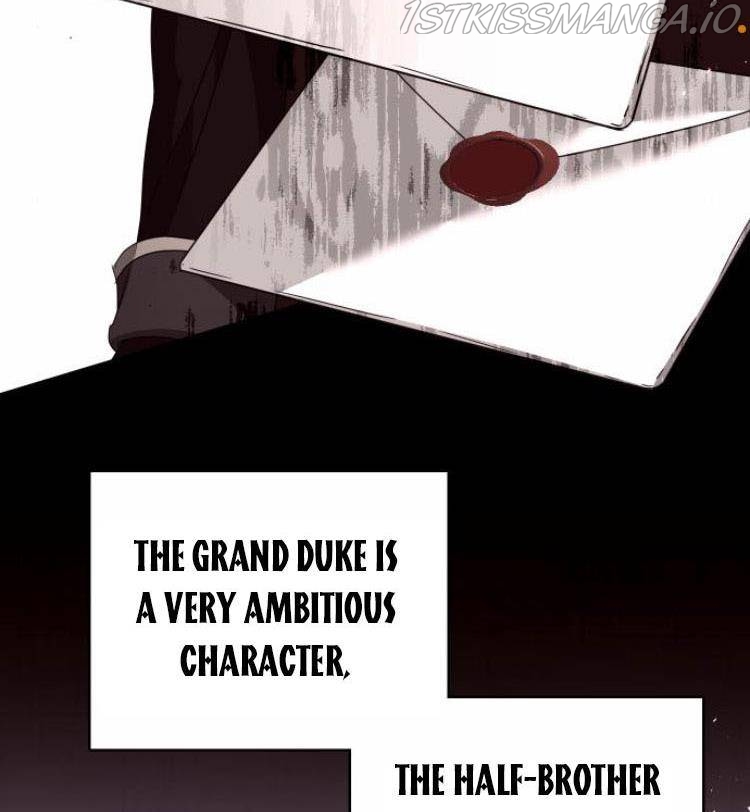 1STKISSMANGA.IO.
THE GRAND DUKE IS
A VERY AMBITIOUS
CHARACTER,
THE HALF-BROTHER